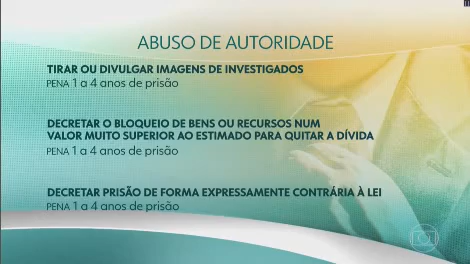 ABUSO DE AUTORIDADE
TIRAR OU DIVULGAR IMAGENS DE INVESTIGADOS
PENA 1 a 4 anos de prisão
DECRETAR O BLOQUEIO DE BENS OU RECURSOS NUM
VALOR MUITO SUPERIOR AO ESTIMADO PARA QUITAR A DÍVIDA
PENA 1 a 4 anos de prisão
DECRETAR PRISÃO DE FORMA EXPRESSAMENTE CONTRÁRIA À LEI
PENA 1 a 4 anos de prisão